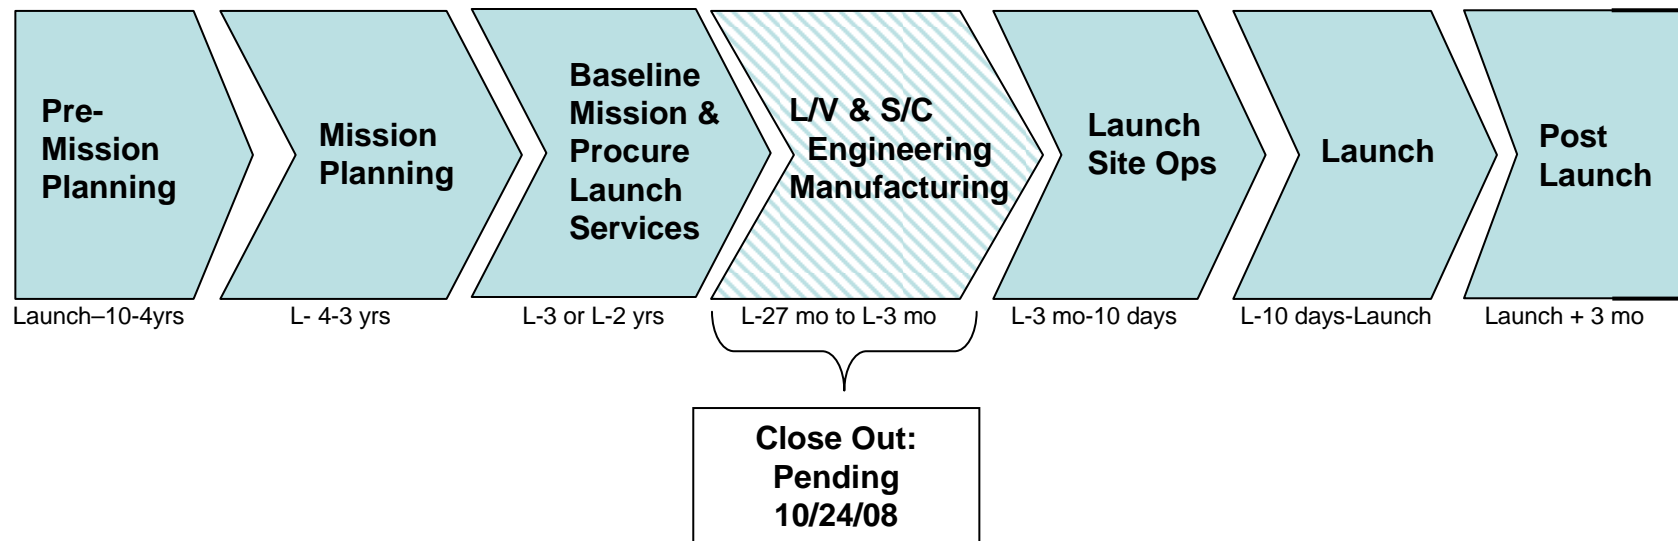 Pre-
Mission
Planning
Mission
Planning
Baseline
Mission &
Procure
Launch
Services
L/V & S/C
Engineering
Manufacturing
Launch
Site Ops
Launch
Post
Launch
Launch–10-4yrs
L- 4-3 yrs
L-3 or L-2 yrs
L-27 mo to L-3 mo
L-3 mo-10 days
L-10 days-Launch
Launch + 3 mo
Close Out:
Pending
10/24/08